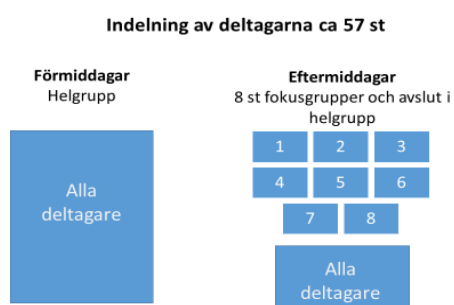 Indelning av deltagarna ca 57 st
Förmiddagar
Helgrupp
Alla
deltagare
Eftermiddagar
8 st fokusgrupper och avslut i
helgrupp
1 2 3
4 5 6
7 8
Alla
deltagare